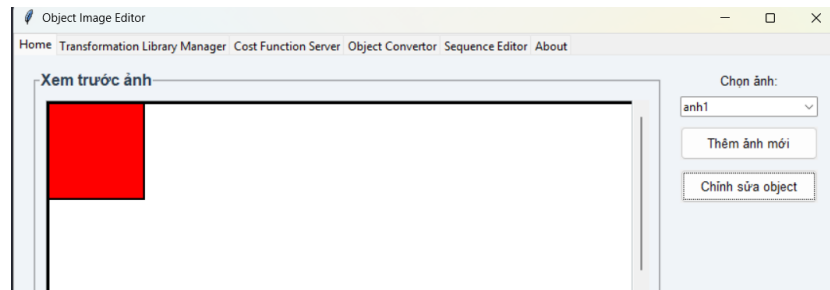 Object Image Editor
Home Transformation Library Manager Cost Function Server Object Convertor Sequence Editor About
Xem trước ảnh
Chọn ảnh:
anh1
Thêm ảnh mới
Chỉnh sửa object